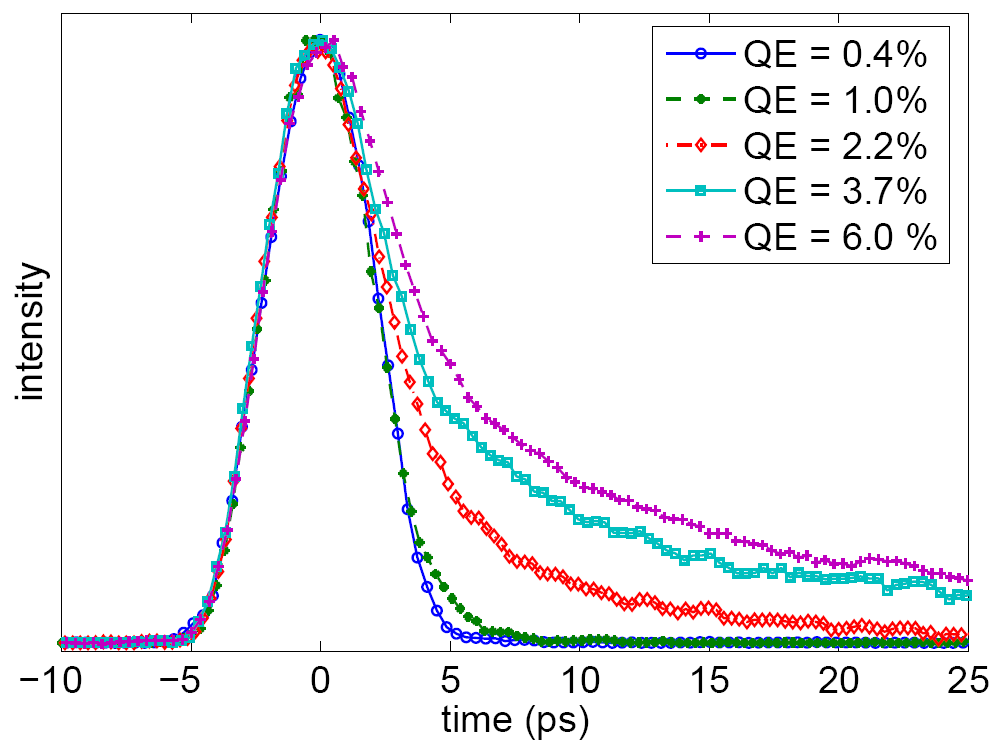 intensity
QE = 0.4%
QE = 1.0%
QE = 2.2%
QE = 3.7%
QE = 6.0 %
−10 −5 0 5 10 15 20 25
time (ps)